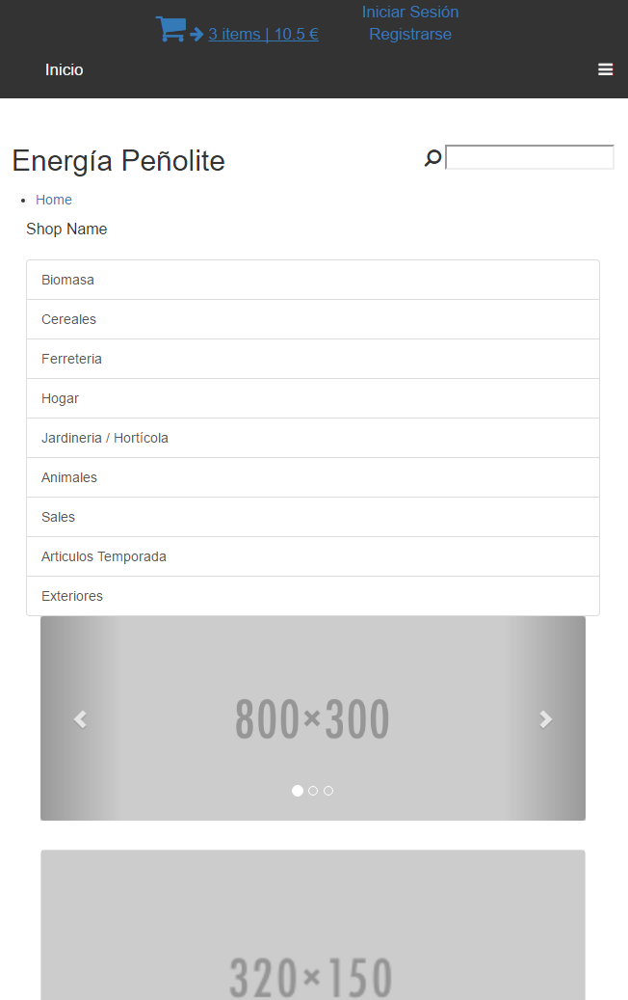 Iniciar Sesión
3 items | 10.5 €
Registrarse
Inicio
Energía Peñolite
Home
Shop Name
Biomasa
Cereales
Ferreteria
Hogar
Jardineria / Hortícola
Animales
Sales
Articulos Temporada
Exteriores
800×300
320×150